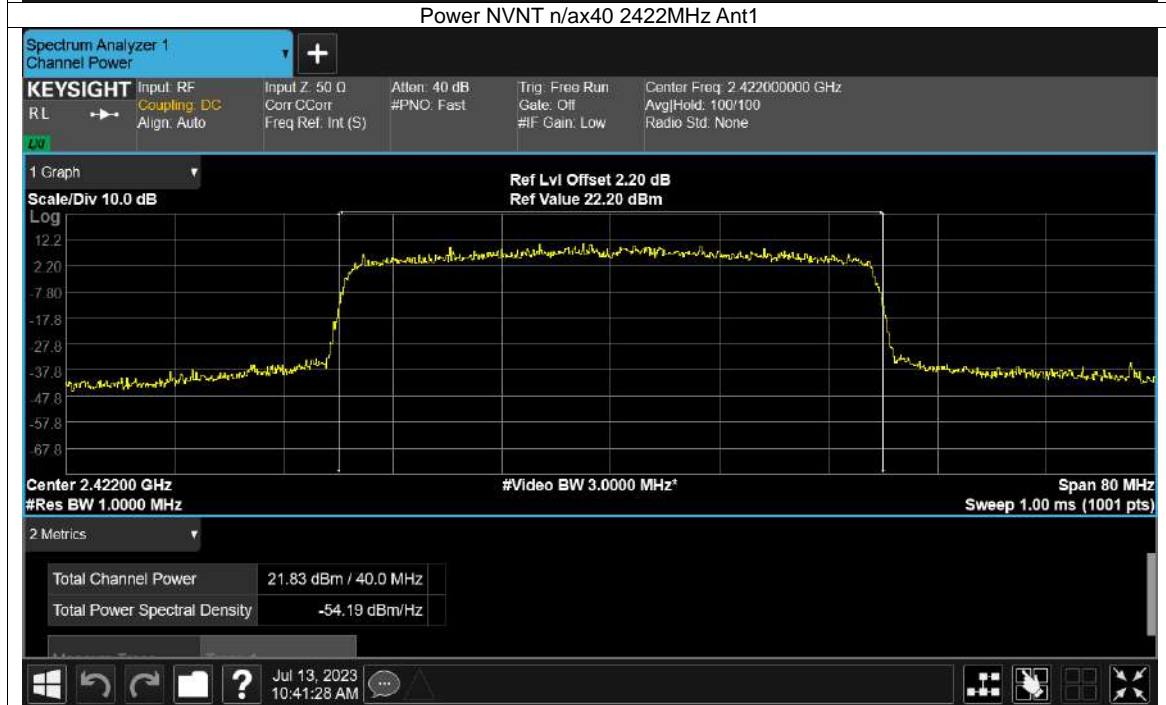 Power NVNT n/ax40 2422MHz Ant1
Spectrum Analyzer 1
Channel Power
KEYSIGHT
RL
LXI
Input: RF
Coupling: DC
Align: Auto
Input Z: 50 Ω
Corr CCorr
Freq Ref: Int (S)
Atten: 40 dB
#PNO: Fast
Trig: Free Run
Gate: Off
#IF Gain: Low
Center Freq: 2.422000000 GHz
Avg|Hold: 100/100
Radio Std: None
1 Graph
Scale/Div 10.0 dB
Ref Lvl Offset 2.20 dB
Ref Value 22.20 dBm
Log
12.2
2.20
-7.80
-17.8
-27.8
-37.8
-47.8
-57.8
-67.8
Center 2.42200 GHz
#Video BW 3.0000 MHz*
Span 80 MHz
#Res BW 1.0000 MHz
Sweep 1.00 ms (1001 pts)
2 Metrics
Total Channel Power 21.83 dBm / 40.0 MHz
Total Power Spectral Density -54.19 dBm/Hz
?
Jul 13, 2023
10:41:28 AM